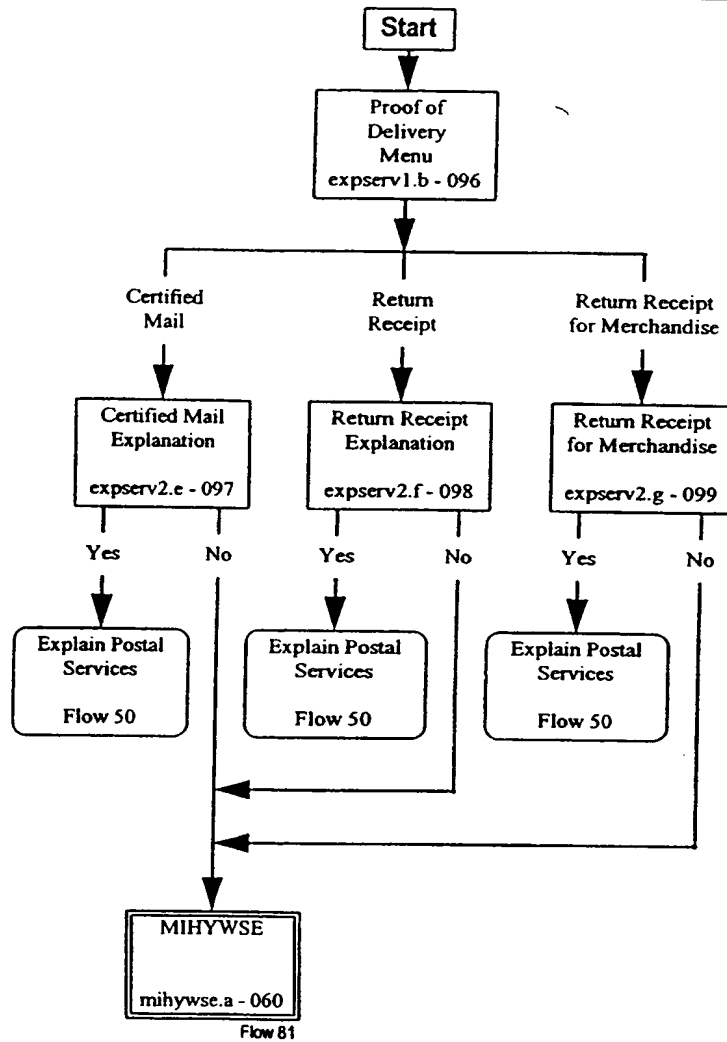 Start
Proof of
Delivery
Menu
expserv1.b - 096
Certified
Mail
Return
Receipt
Return Receipt
for Merchandise
Certified Mail
Explanation
expserv2.e - 097
Return Receipt
Explanation
expserv2.f - 098
Return Receipt
for Merchandise
expserv2.g - 099
Yes
No
Yes
No
Yes
No
Explain Postal
Services
Flow 50
Explain Postal
Services
Flow 50
Explain Postal
Services
Flow 50
MIHYWSE
mihywse.a - 060
Flow 81